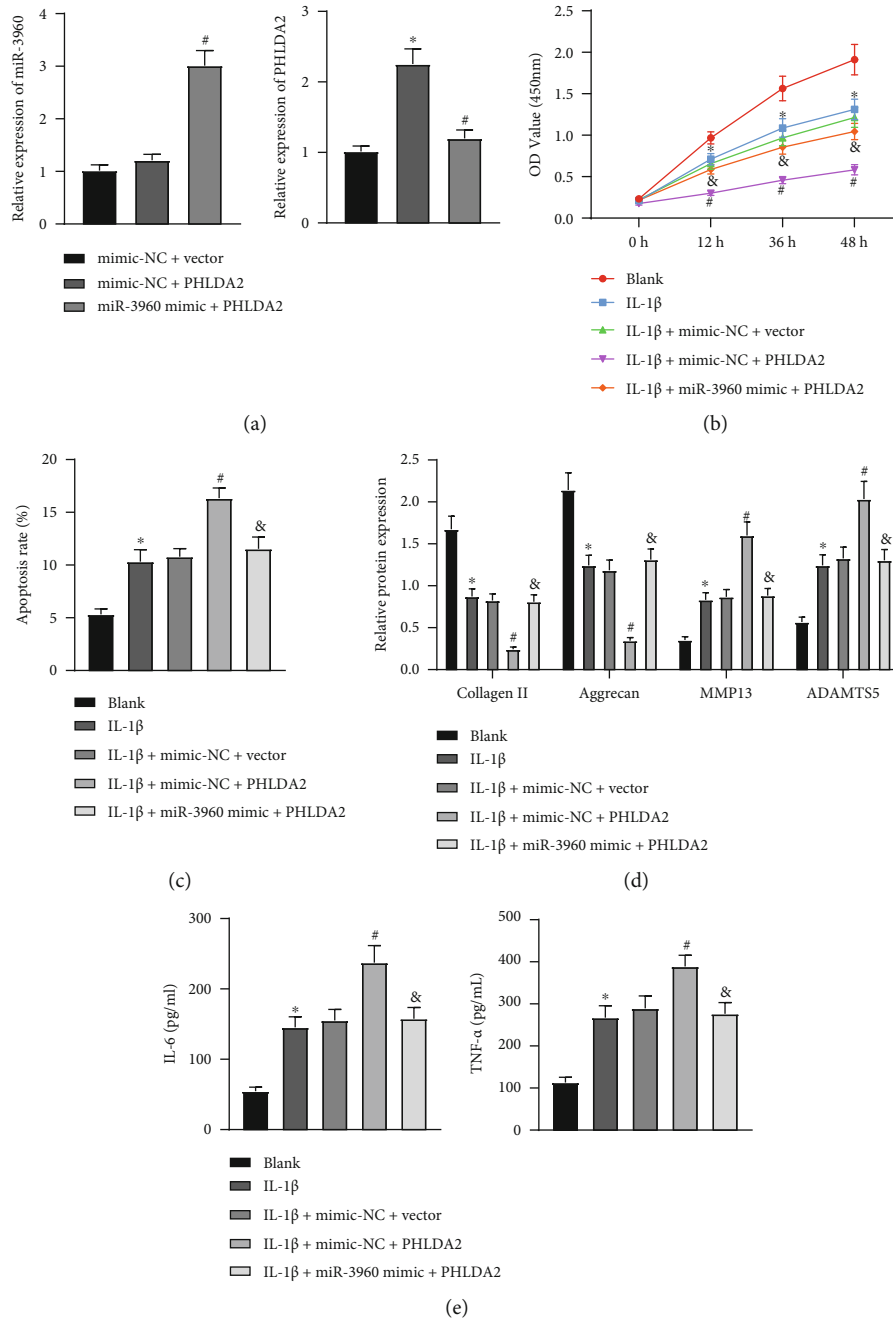 Relative expression of miR-3960
4
3
2
1
0
#
Relative expression of PHLDA2
3
2
1
0
*
#
mimic-NC + vector
mimic-NC + PHLDA2
miR-3960 mimic + PHLDA2
(a)
OD Value (450nm)
2.5
2.0
1.5
1.0
0.5
0.0
*
*
*
&
&
&
#
#
#
0 h
12 h
36 h
48 h
Blank
IL-1β
IL-1β + mimic-NC + vector
IL-1β + mimic-NC + PHLDA2
IL-1β + miR-3960 mimic + PHLDA2
(b)
Apoptosis rate (%)
20
15
10
5
0
*
#
&
Blank
IL-1β
IL-1β + mimic-NC + vector
IL-1β + mimic-NC + PHLDA2
IL-1β + miR-3960 mimic + PHLDA2
(c)
Relative protein expression
2.5
2.0
1.5
1.0
0.5
0.0
*
#
&
*
#
&
*
#
&
*
#
&
Collagen II
Aggrecan
MMP13
ADAMTS5
Blank
IL-1β
IL-1β + mimic-NC + vector
IL-1β + mimic-NC + PHLDA2
IL-1β + miR-3960 mimic + PHLDA2
(d)
IL-6 (pg/ml)
300
200
100
0
*
#
&
TNF-α (pg/mL)
500
400
300
200
100
0
*
#
&
Blank
IL-1β
IL-1β + mimic-NC + vector
IL-1β + mimic-NC + PHLDA2
IL-1β + miR-3960 mimic + PHLDA2
(e)